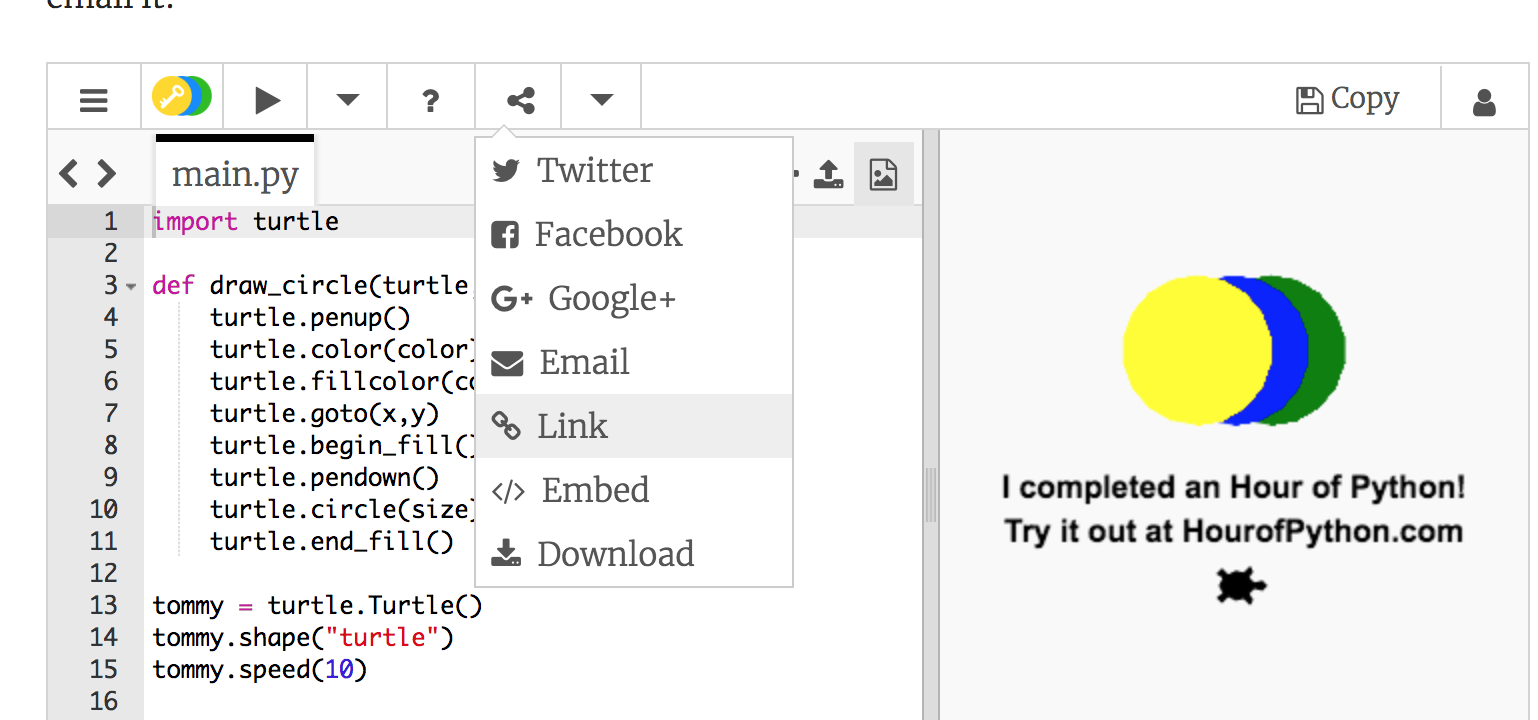 email it.
? Copy
main.py
Twitter
Facebook
G+ Google+
Email
Link
</> Embed
Download
1 import turtle
2
3 def draw_circle(turtle,
4 turtle.penup()
5 turtle.color(color)
6 turtle.fillcolor(co
7 turtle.goto(x,y)
8 turtle.begin_fill()
9 turtle.pendown()
10 turtle.circle(size)
11 turtle.end_fill()
12
13 tommy = turtle.Turtle()
14 tommy.shape("turtle")
15 tommy.speed(10)
16
I completed an Hour of Python!
Try it out at HourofPython.com